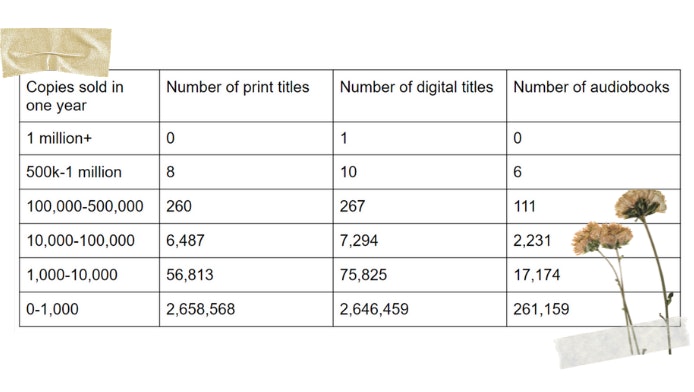 Copies sold in one year | Number of print titles | Number of digital titles | Number of audiobooks
1 million+ | 0 | 1 | 0
500k-1 million | 8 | 10 | 6
100,000-500,000 | 260 | 267 | 111
10,000-100,000 | 6,487 | 7,294 | 2,231
1,000-10,000 | 56,813 | 75,825 | 17,174
0-1,000 | 2,658,568 | 2,646,459 | 261,159